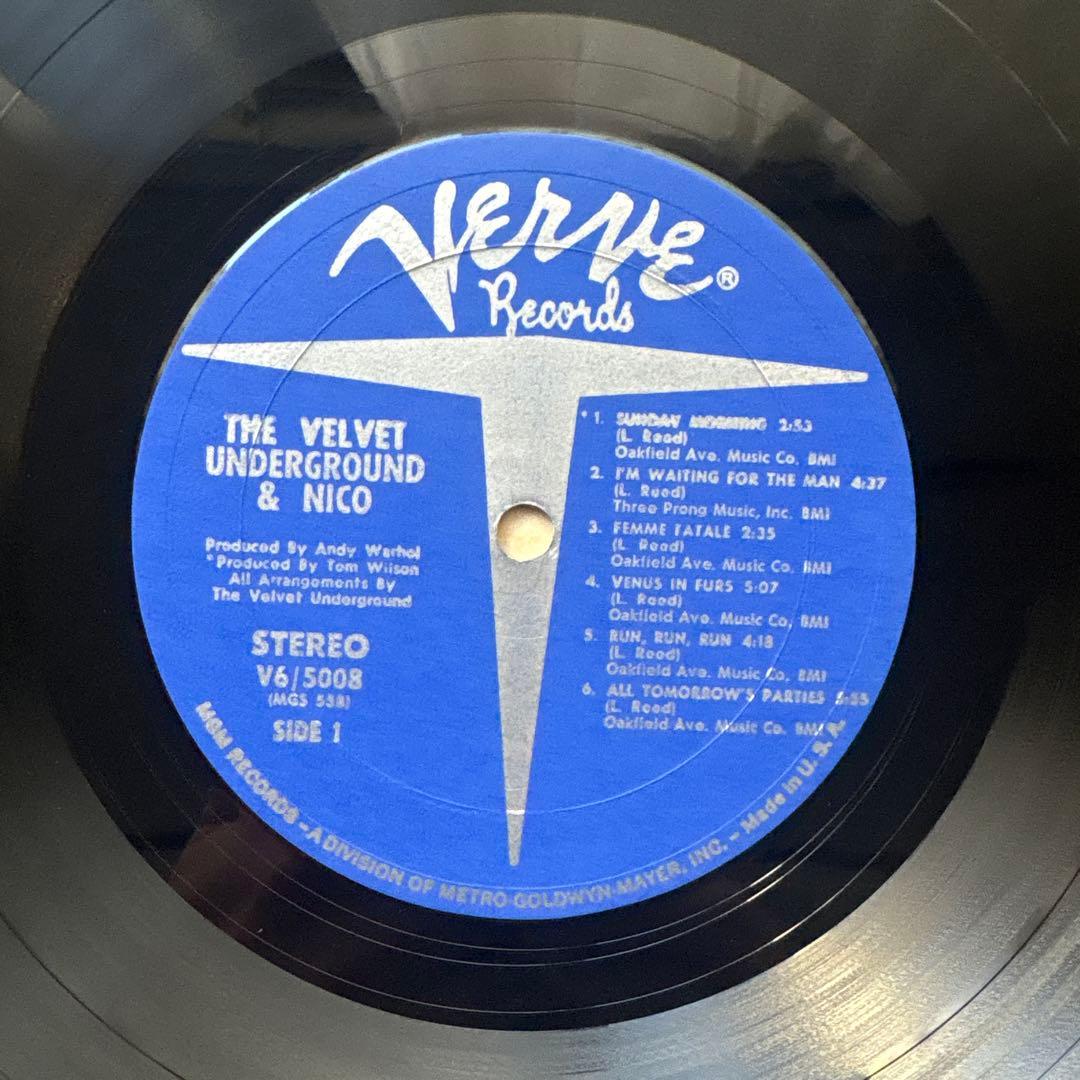 Verve®
Records
THE VELVET
UNDERGROUND
& NICO
Produced By Andy Warhol
*Produced By Tom Wilson
All Arrangements By
The Velvet Underground
STEREO
V6/5008
(MGS 558)
SIDE 1
* 1. SUNDAY MORNING 2:53
(L. Reed)
Oakfield Ave. Music Co. BMI
2. I'M WAITING FOR THE MAN 4:37
(L. Reed)
Three Prong Music, Inc. BMI
3. FEMME FATALE 2:35
(L. Reed)
Oakfield Ave. Music Co. BMI
4. VENUS IN FURS 5:07
(L. Reed)
Oakfield Ave. Music Co. BMI
5. RUN, RUN, RUN 4:18
(L. Reed)
Oakfield Ave. Music Co. BMI
6. ALL TOMORROW'S PARTIES 5:55
(L. Reed)
Oakfield Ave. Music Co. BMI
MGM RECORDS – A DIVISION OF METRO-GOLDWYN-MAYER, INC. – Made in U. S. A.